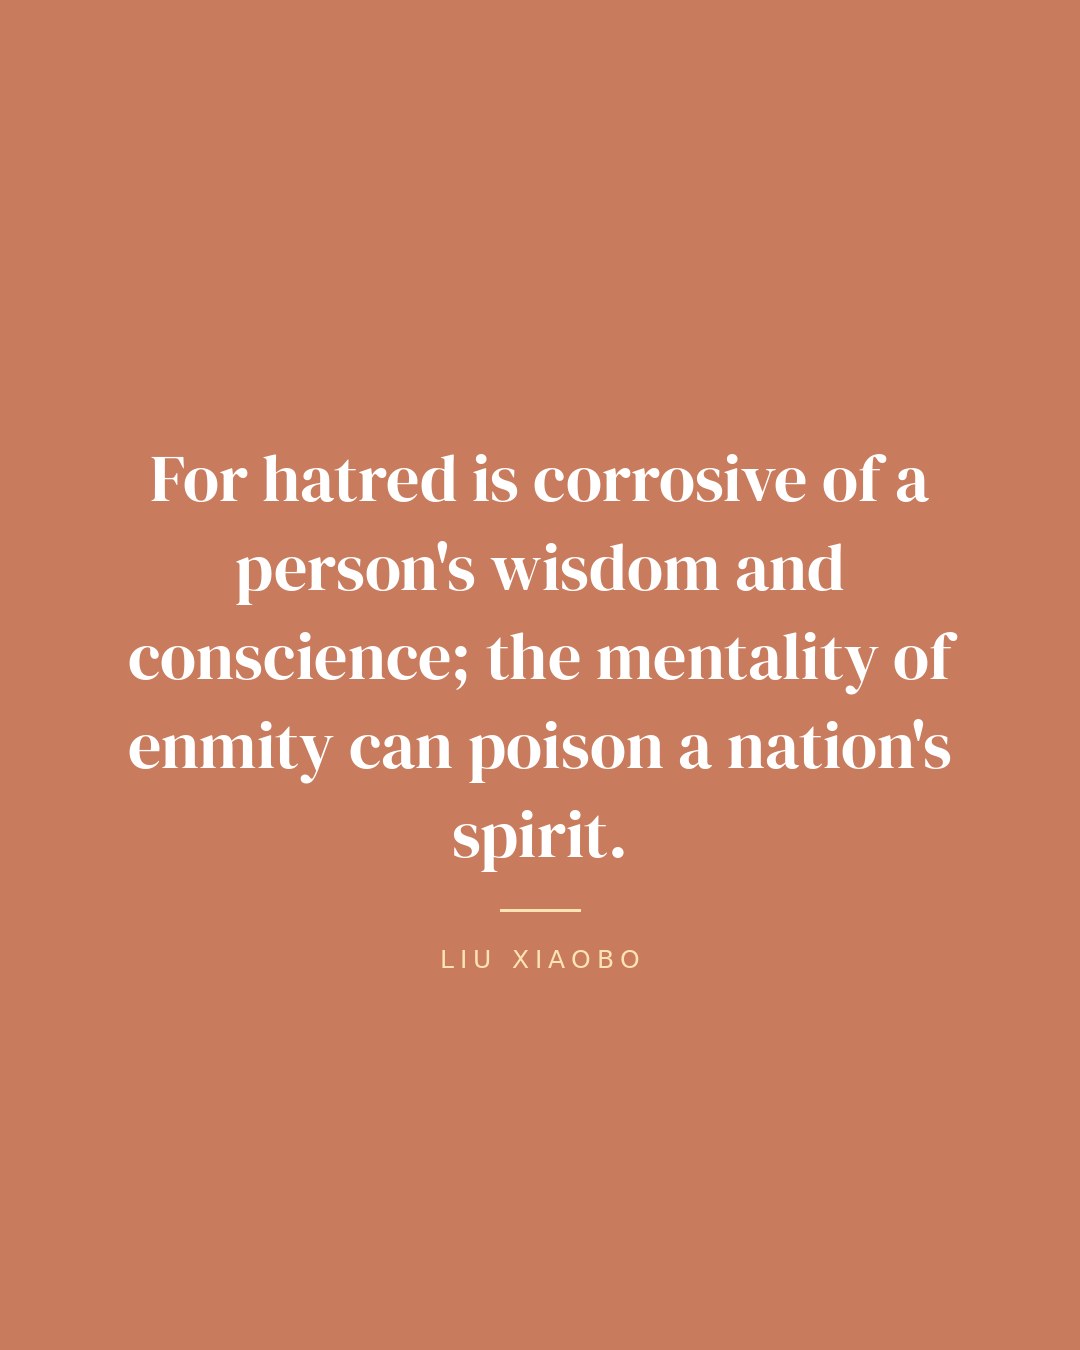 For hatred is corrosive of a
person's wisdom and
conscience; the mentality of
enmity can poison a nation's
spirit.
LIU XIAOBO